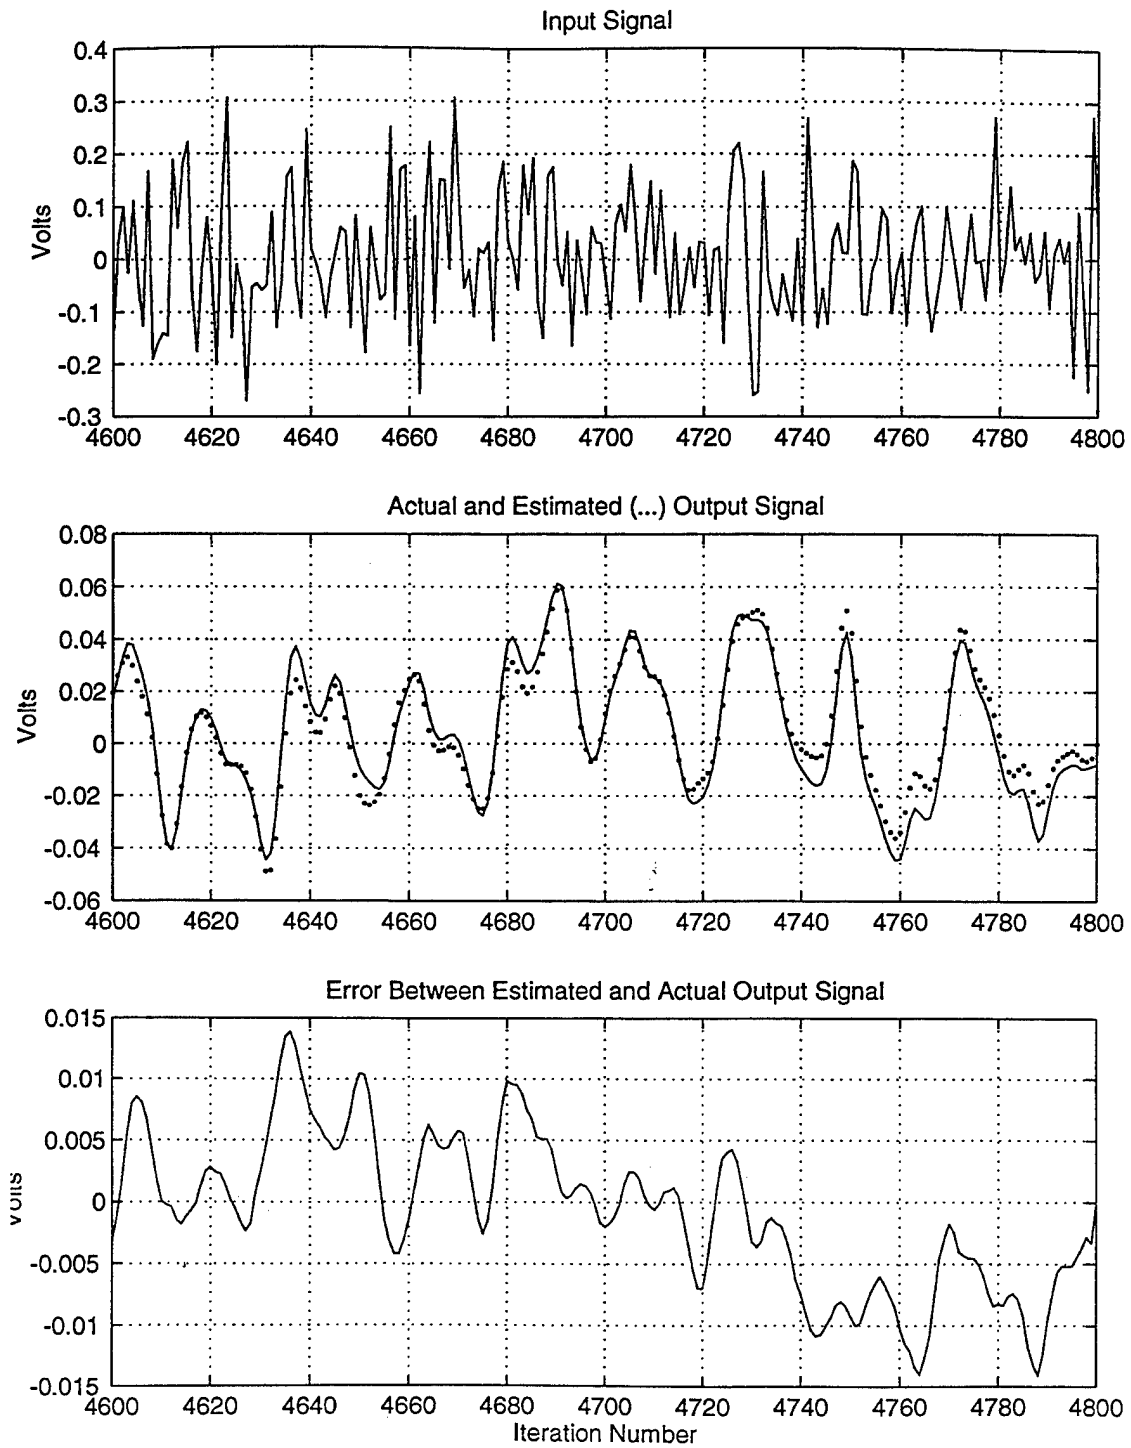 Input Signal
0.4
0.3
0.2
0.1
0
-0.1
-0.2
-0.3
Volts
4600 4620 4640 4660 4680 4700 4720 4740 4760 4780 4800
Actual and Estimated (...) Output Signal
0.08
0.06
0.04
0.02
0
-0.02
-0.04
-0.06
Volts
4600 4620 4640 4660 4680 4700 4720 4740 4760 4780 4800
Error Between Estimated and Actual Output Signal
0.015
0.01
0.005
0
-0.005
-0.01
-0.015
Volts
4600 4620 4640 4660 4680 4700 4720 4740 4760 4780 4800
Iteration Number